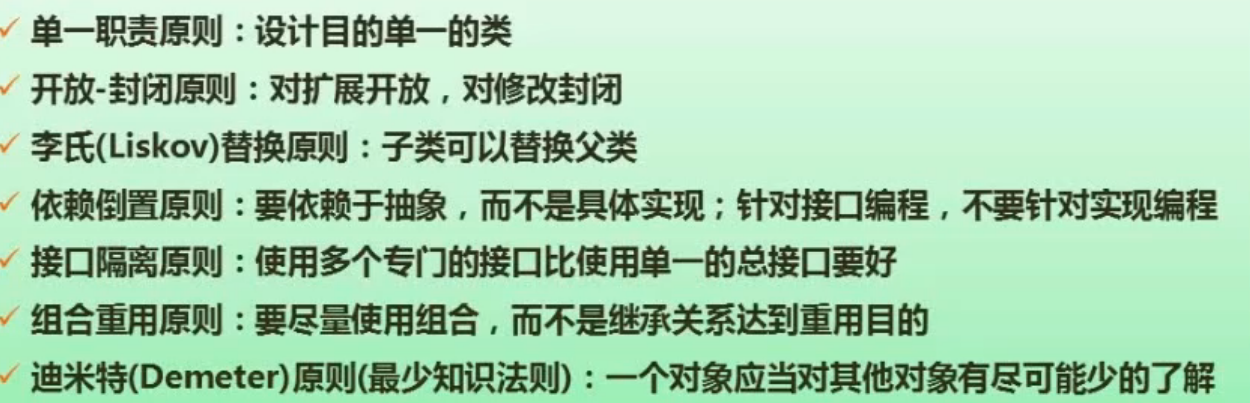 ✓ 单一职责原则：设计目的单一的类
✓ 开放-封闭原则：对扩展开放，对修改封闭
✓ 李氏(Liskov)替换原则：子类可以替换父类
✓ 依赖倒置原则：要依赖于抽象，而不是具体实现；针对接口编程，不要针对实现编程
✓ 接口隔离原则：使用多个专门的接口比使用单一的总接口要好
✓ 组合重用原则：要尽量使用组合，而不是继承关系达到重用目的
✓ 迪米特(Demeter)原则(最少知识法则)：一个对象应当对其他对象有尽可能少的了解